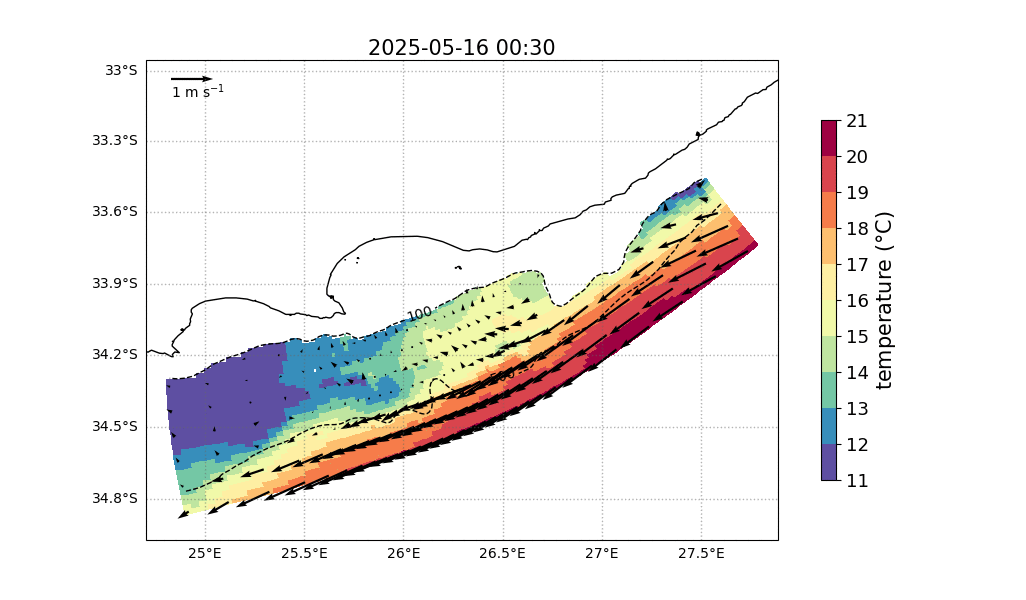 2025-05-16 00:30
1 m s⁻¹
33°S
33.3°S
33.6°S
33.9°S
34.2°S
34.5°S
34.8°S
100
25°E
25.5°E
26°E
26.5°E
27°E
27.5°E
21
20
19
18
17
16
15
14
13
12
11
temperature (°C)